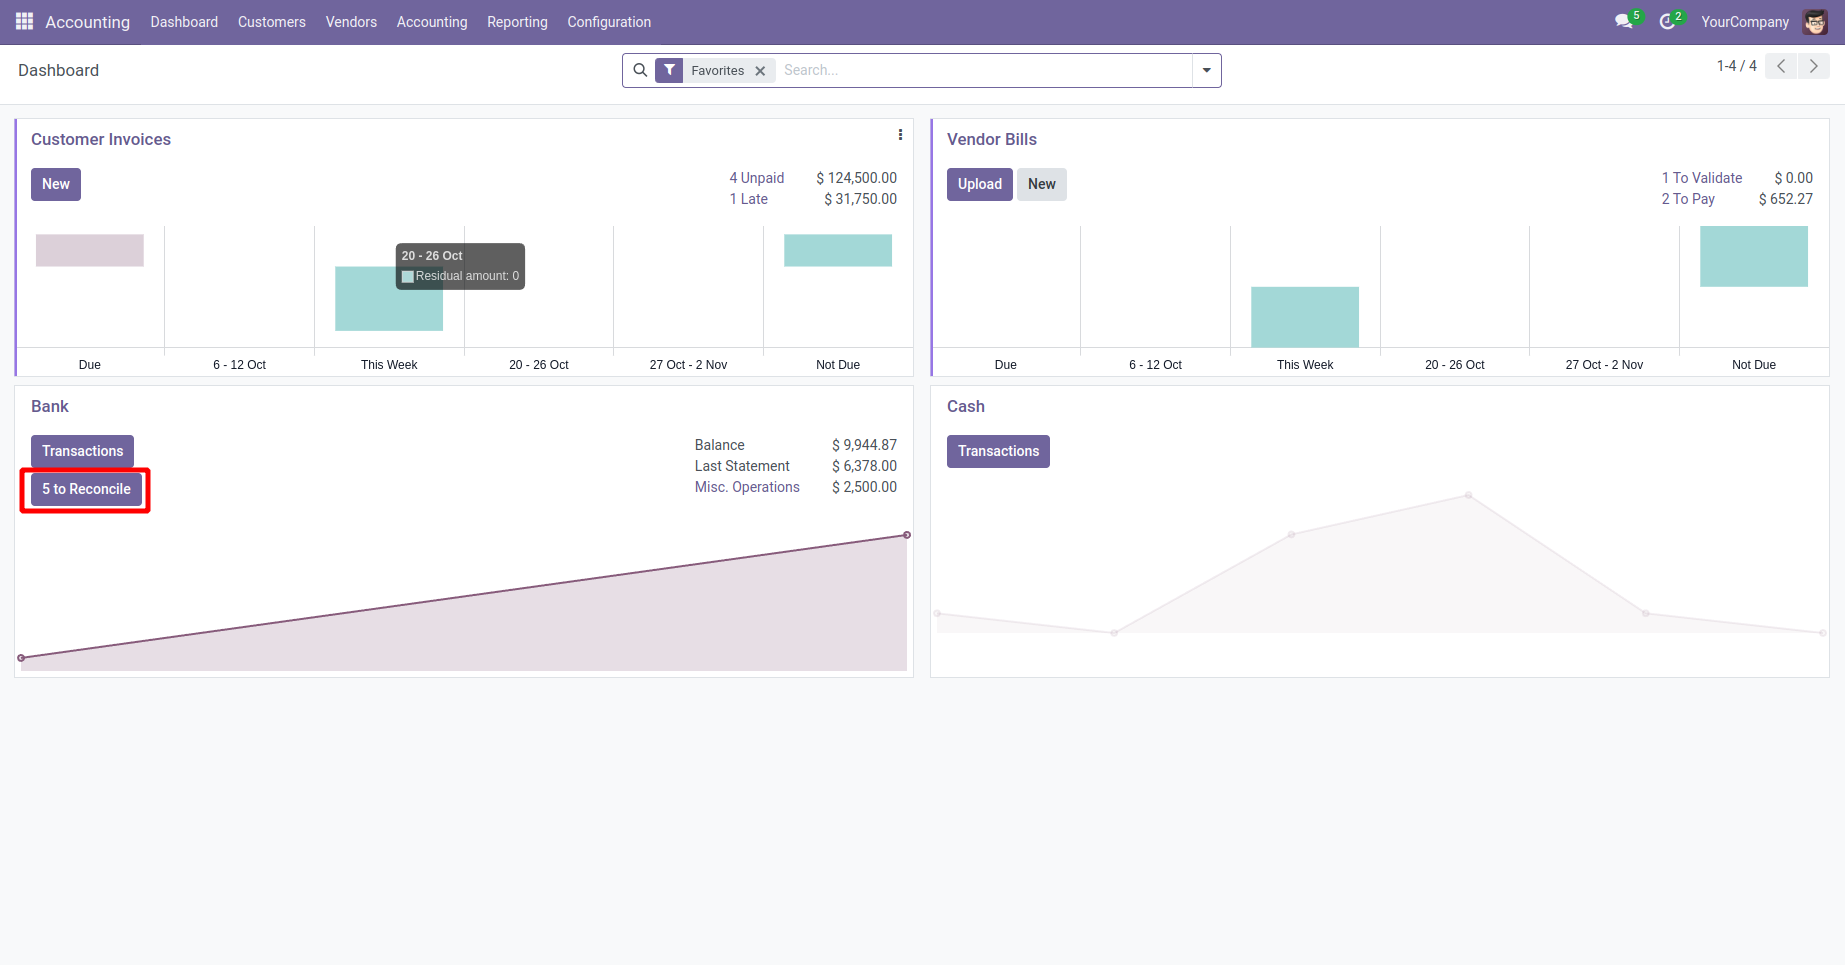 Accounting Dashboard Customers Vendors Accounting Reporting Configuration 5 2 YourCompany
Dashboard Favorites Search... 1-4 / 4
Customer Invoices
New
4 Unpaid $ 124,500.00
1 Late $ 31,750.00
20 - 26 Oct
Residual amount: 0
Due 6 - 12 Oct This Week 20 - 26 Oct 27 Oct - 2 Nov Not Due
Vendor Bills
Upload New
1 To Validate $ 0.00
2 To Pay $ 652.27
Due 6 - 12 Oct This Week 20 - 26 Oct 27 Oct - 2 Nov Not Due
Bank
Transactions
5 to Reconcile
Balance $ 9,944.87
Last Statement $ 6,378.00
Misc. Operations $ 2,500.00
Cash
Transactions